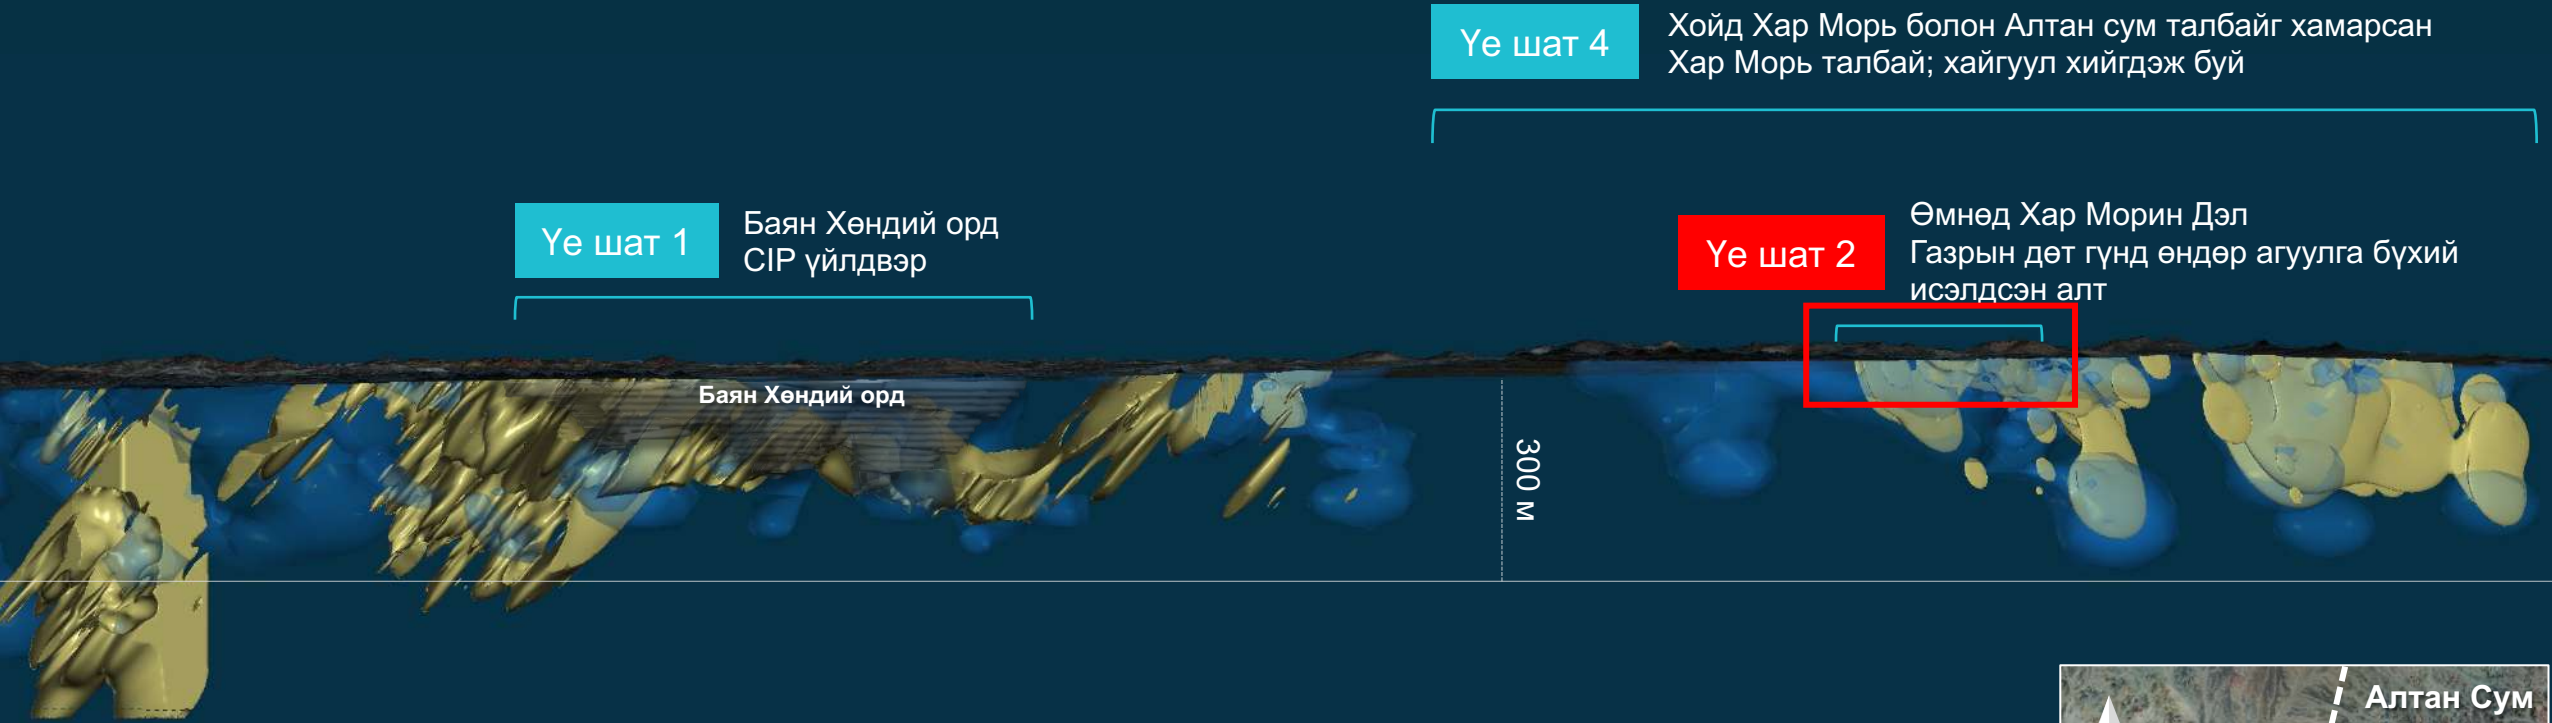 Үе шат 4
Хойд Хар Морь болон Алтан сум талбайг хамарсан
Хар Морь талбай; хайгуул хийгдэж буй
Үе шат 1
Баян Хөндий орд
CIP үйлдвэр
Үе шат 2
Өмнөд Хар Морин Дэл
Газрын дөт гүнд өндөр агуулга бүхий
исэлдсэн алт
Баян Хөндий орд
300 м
Алтан Сум